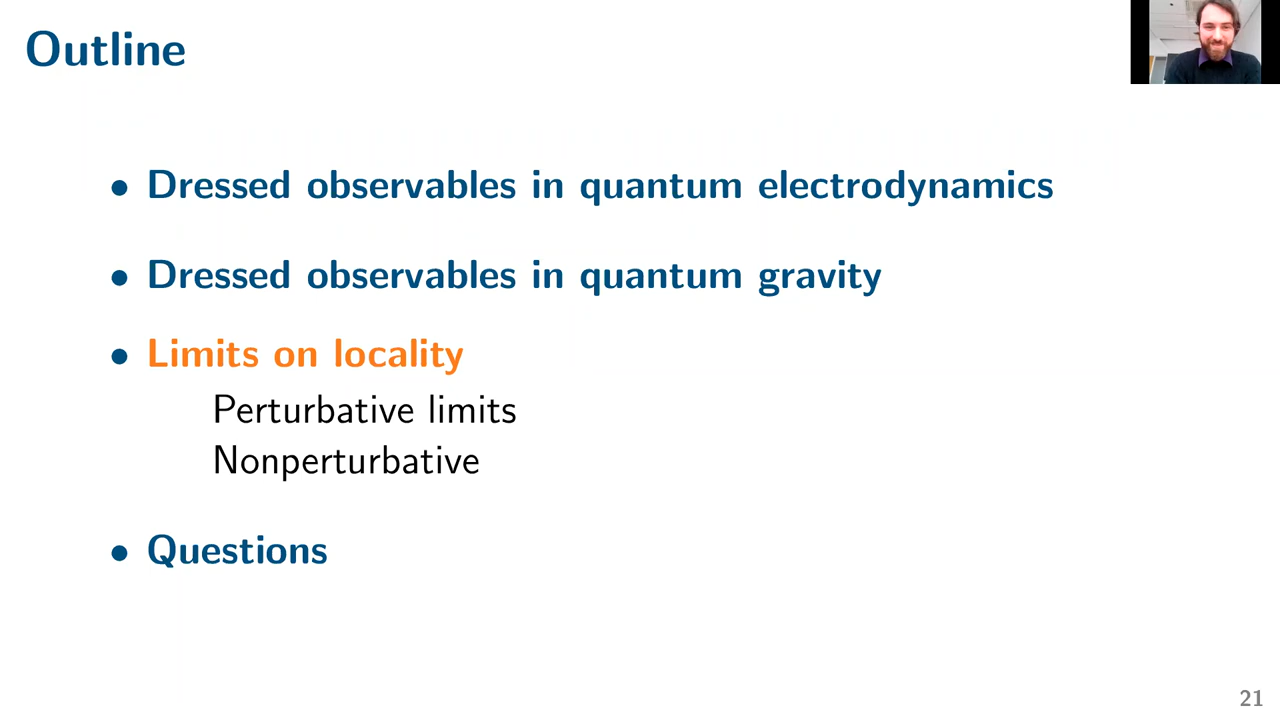 Outline
• Dressed observables in quantum electrodynamics
• Dressed observables in quantum gravity
• Limits on locality
Perturbative limits
Nonperturbative
• Questions
21